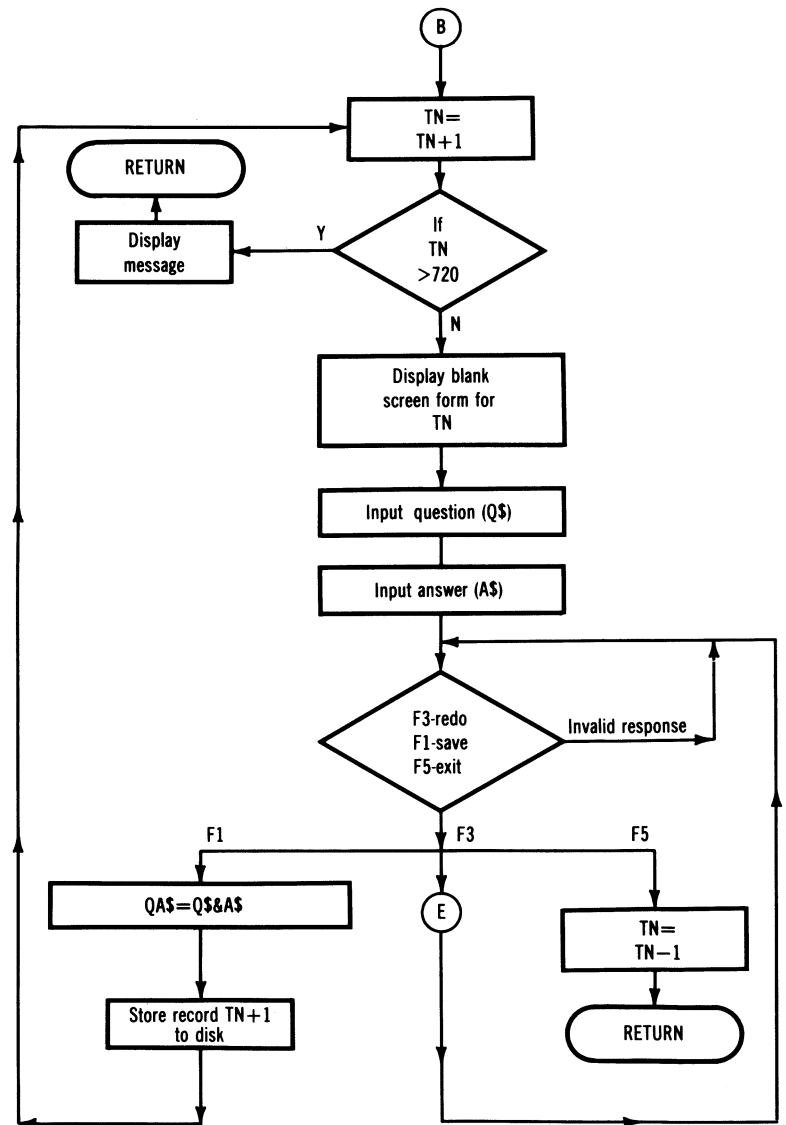 B
TN=
TN+1
RETURN
If
TN
>720
Y
Display
message
N
Display blank
screen form for
TN
Input question (Q$)
Input answer (A$)
F3-redo
F1-save
F5-exit
Invalid response
F1
F3
F5
QA$=Q$&A$
E
TN=
TN−1
Store record TN+1
to disk
RETURN